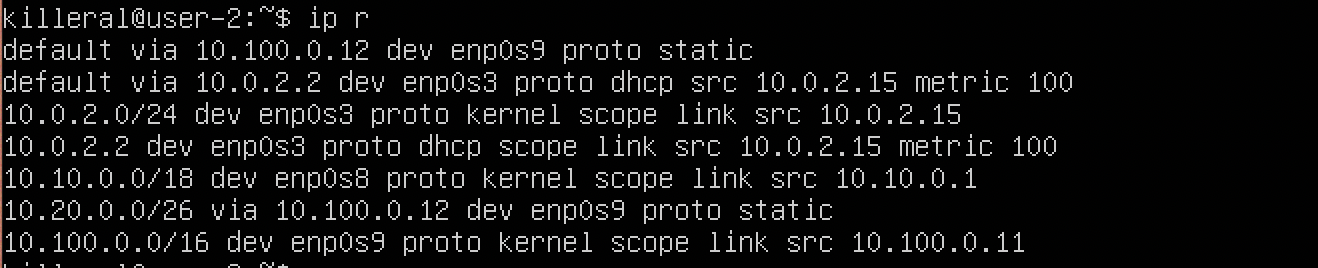 killeral@user-2:~$ ip r
default via 10.100.0.12 dev enp0s9 proto static
default via 10.0.2.2 dev enp0s3 proto dhcp src 10.0.2.15 metric 100
10.0.2.0/24 dev enp0s3 proto kernel scope link src 10.0.2.15
10.0.2.2 dev enp0s3 proto dhcp scope link src 10.0.2.15 metric 100
10.10.0.0/18 dev enp0s8 proto kernel scope link src 10.10.0.1
10.20.0.0/26 via 10.100.0.12 dev enp0s9 proto static
10.100.0.0/16 dev enp0s9 proto kernel scope link src 10.100.0.11